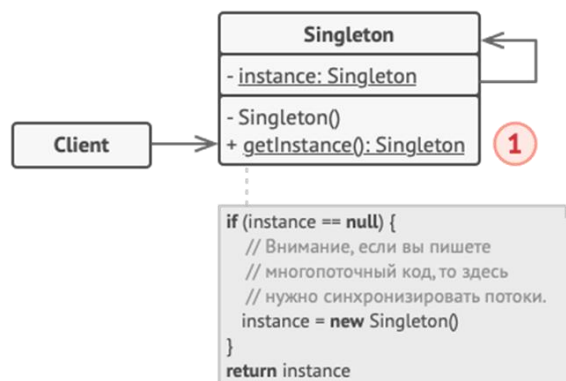 Singleton
- instance: Singleton
- Singleton()
+ getInstance(): Singleton
Client
1
if (instance == null) {
// Внимание, если вы пишете
// многопоточный код, то здесь
// нужно синхронизировать потоки.
instance = new Singleton()
}
return instance